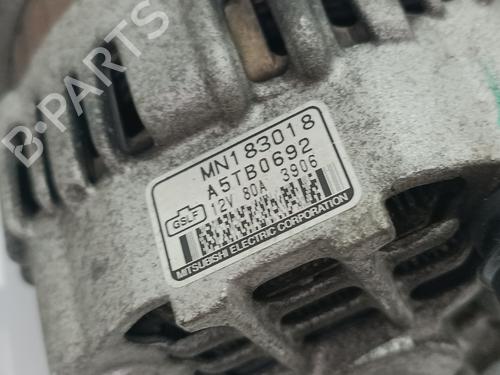 B-PARTS
MN183018
A5TB0692
12V 80A 3906
GSLF
MITSUBISHI ELECTRIC CORPORATION